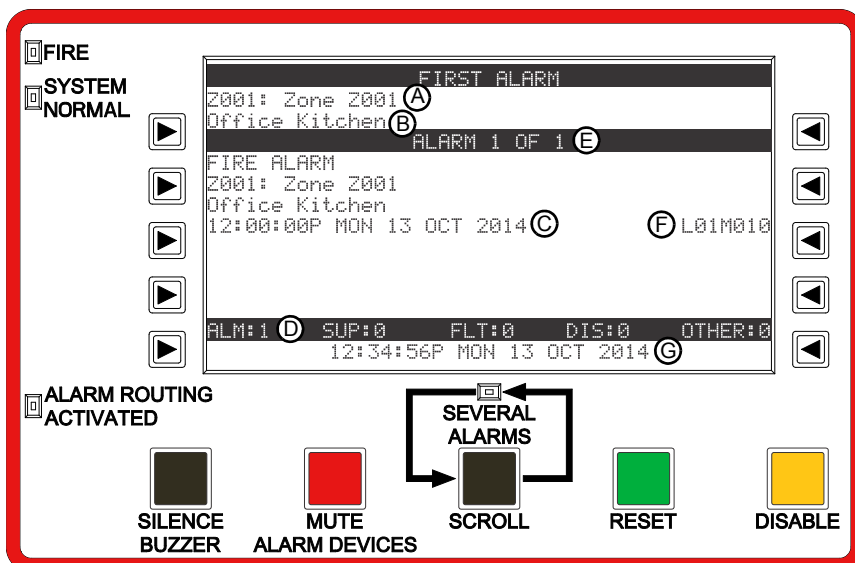 FIRE
SYSTEM
NORMAL
FIRST ALARM
Z001: Zone Z001 A
Office Kitchen B
ALARM 1 OF 1 E
FIRE ALARM
Z001: Zone Z001
Office Kitchen
12:00:00P MON 13 OCT 2014 C F L01M010
ALM:1 D SUP:0 FLT:0 DIS:0 OTHER:0
12:34:56P MON 13 OCT 2014 G
ALARM ROUTING
ACTIVATED
SEVERAL
ALARMS
SILENCE
BUZZER
MUTE
ALARM DEVICES
SCROLL
RESET
DISABLE